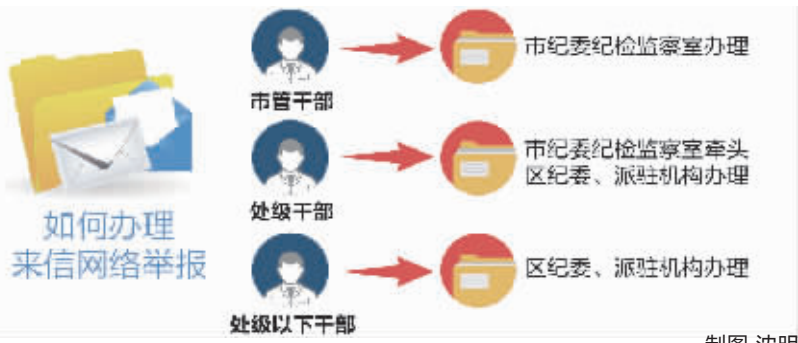 市纪委纪检监察室办理
市管干部
市纪委纪检监察室牵头
区纪委、派驻机构办理
处级干部
如何办理
来信网络举报
区纪委、派驻机构办理
处级以下干部